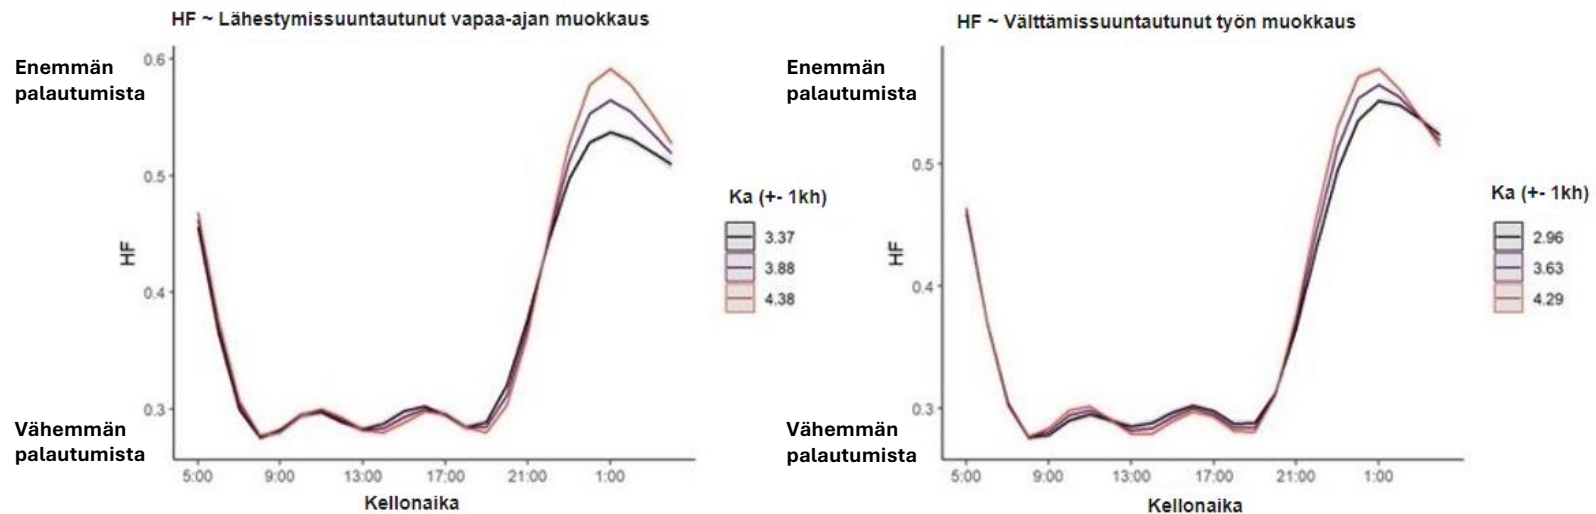 HF ~ Lähestymissuuntautunut vapaa-ajan muokkaus
Enemmän
palautumista
0.6
0.5
0.4
0.3
HF
Vähemmän
palautumista
5:00 9:00 13:00 17:00 21:00 1:00
Kellonaika
Ka (+- 1kh)
3.37
3.88
4.38
HF ~ Välttämissuuntautunut työn muokkaus
Enemmän
palautumista
0.5
0.4
0.3
HF
Vähemmän
palautumista
5:00 9:00 13:00 17:00 21:00 1:00
Kellonaika
Ka (+- 1kh)
2.96
3.63
4.29